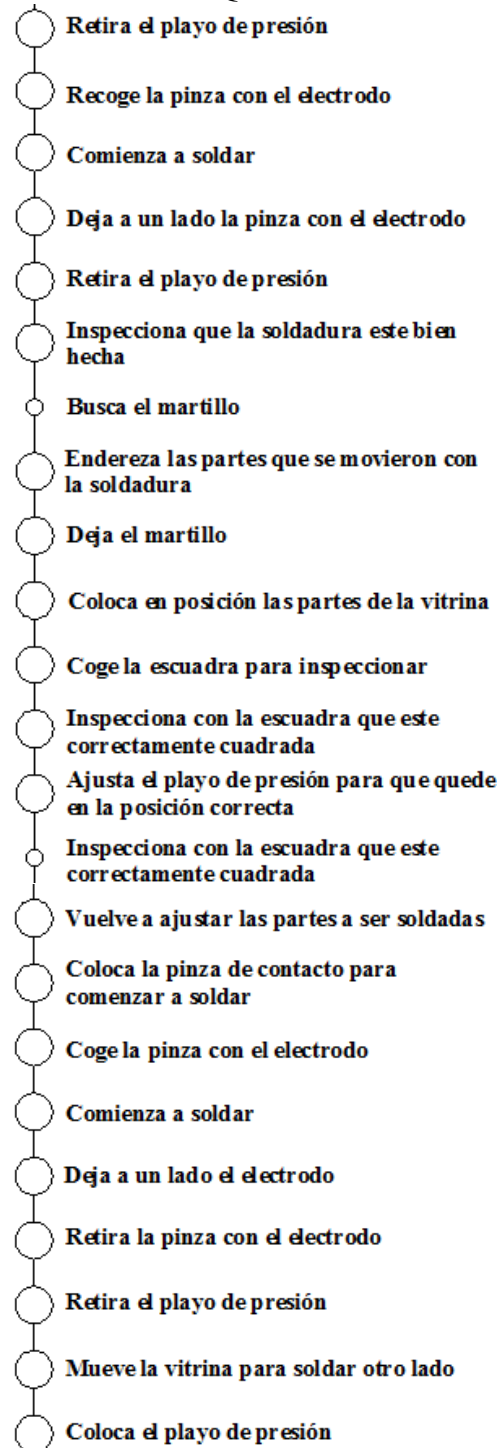 Retira el playo de presión
Recoge la pinza con el electrodo
Comienza a soldar
Deja a un lado la pinza con el electrodo
Retira el playo de presión
Inspecciona que la soldadura este bien
hecha
Busca el martillo
Endereza las partes que se movieron con
la soldadura
Deja el martillo
Coloca en posición las partes de la vitrina
Coge la escuadra para inspeccionar
Inspecciona con la escuadra que este
correctamente cuadrada
Ajusta el playo de presión para que quede
en la posición correcta
Inspecciona con la escuadra que este
correctamente cuadrada
Vuelve a ajustar las partes a ser soldadas
Coloca la pinza de contacto para
comenzar a soldar
Coge la pinza con el electrodo
Comienza a soldar
Deja a un lado el electrodo
Retira la pinza con el electrodo
Retira el playo de presión
Mueve la vitrina para soldar otro lado
Coloca el playo de presión